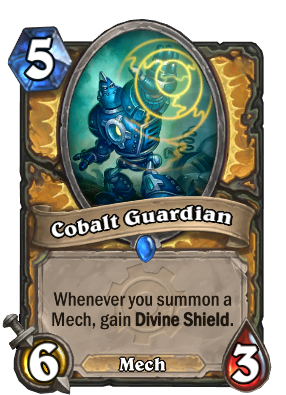 5
Cobalt Guardian
Whenever you summon a
Mech, gain Divine Shield.
6
Mech
3